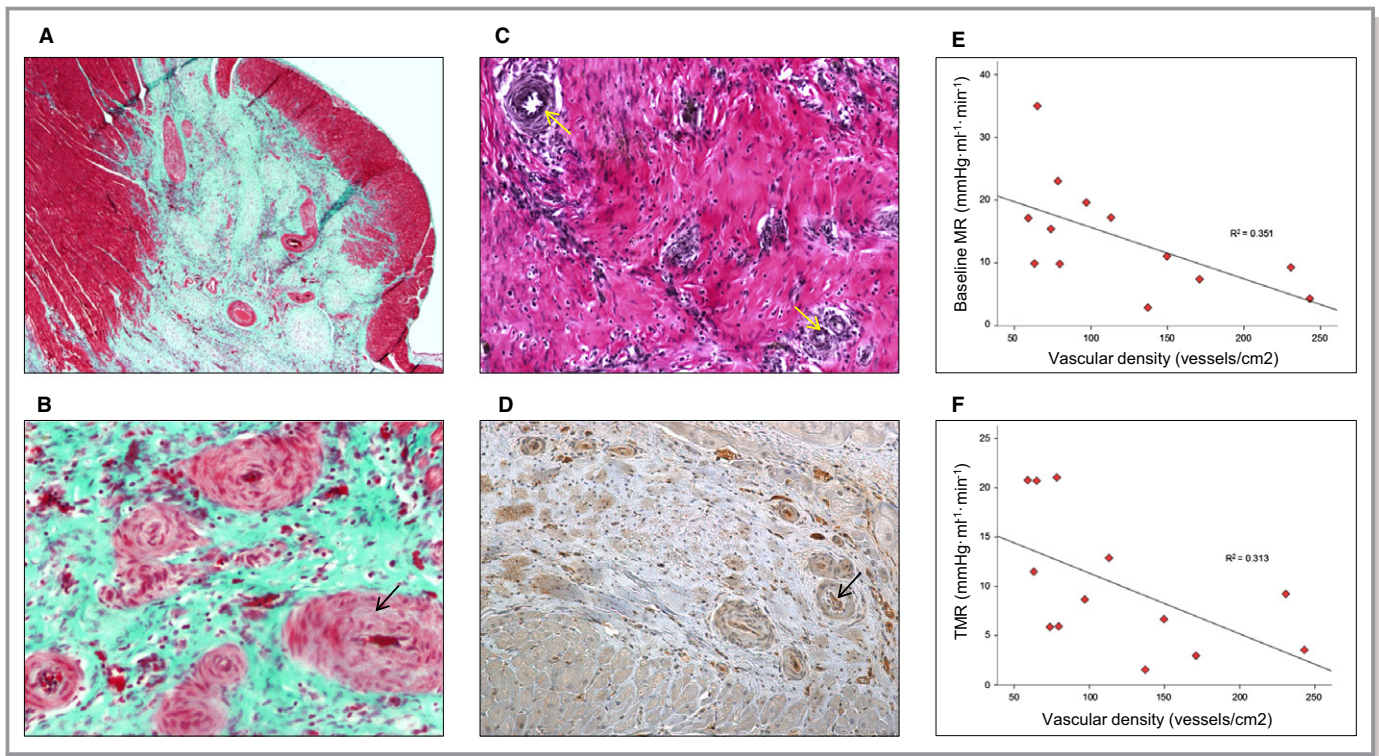 A
B
C
D
E
Baseline MR (mmHg·ml-1· min-1)
40
30
20
10
0
R2 = 0.351
50
100
150
200
250
Vascular density (vessels/cm2)
F
TMR (mmHg·ml-1· min-1)
25
20
15
10
5
0
R2 = 0.313
50
100
150
200
250
Vascular density (vessels/cm2)